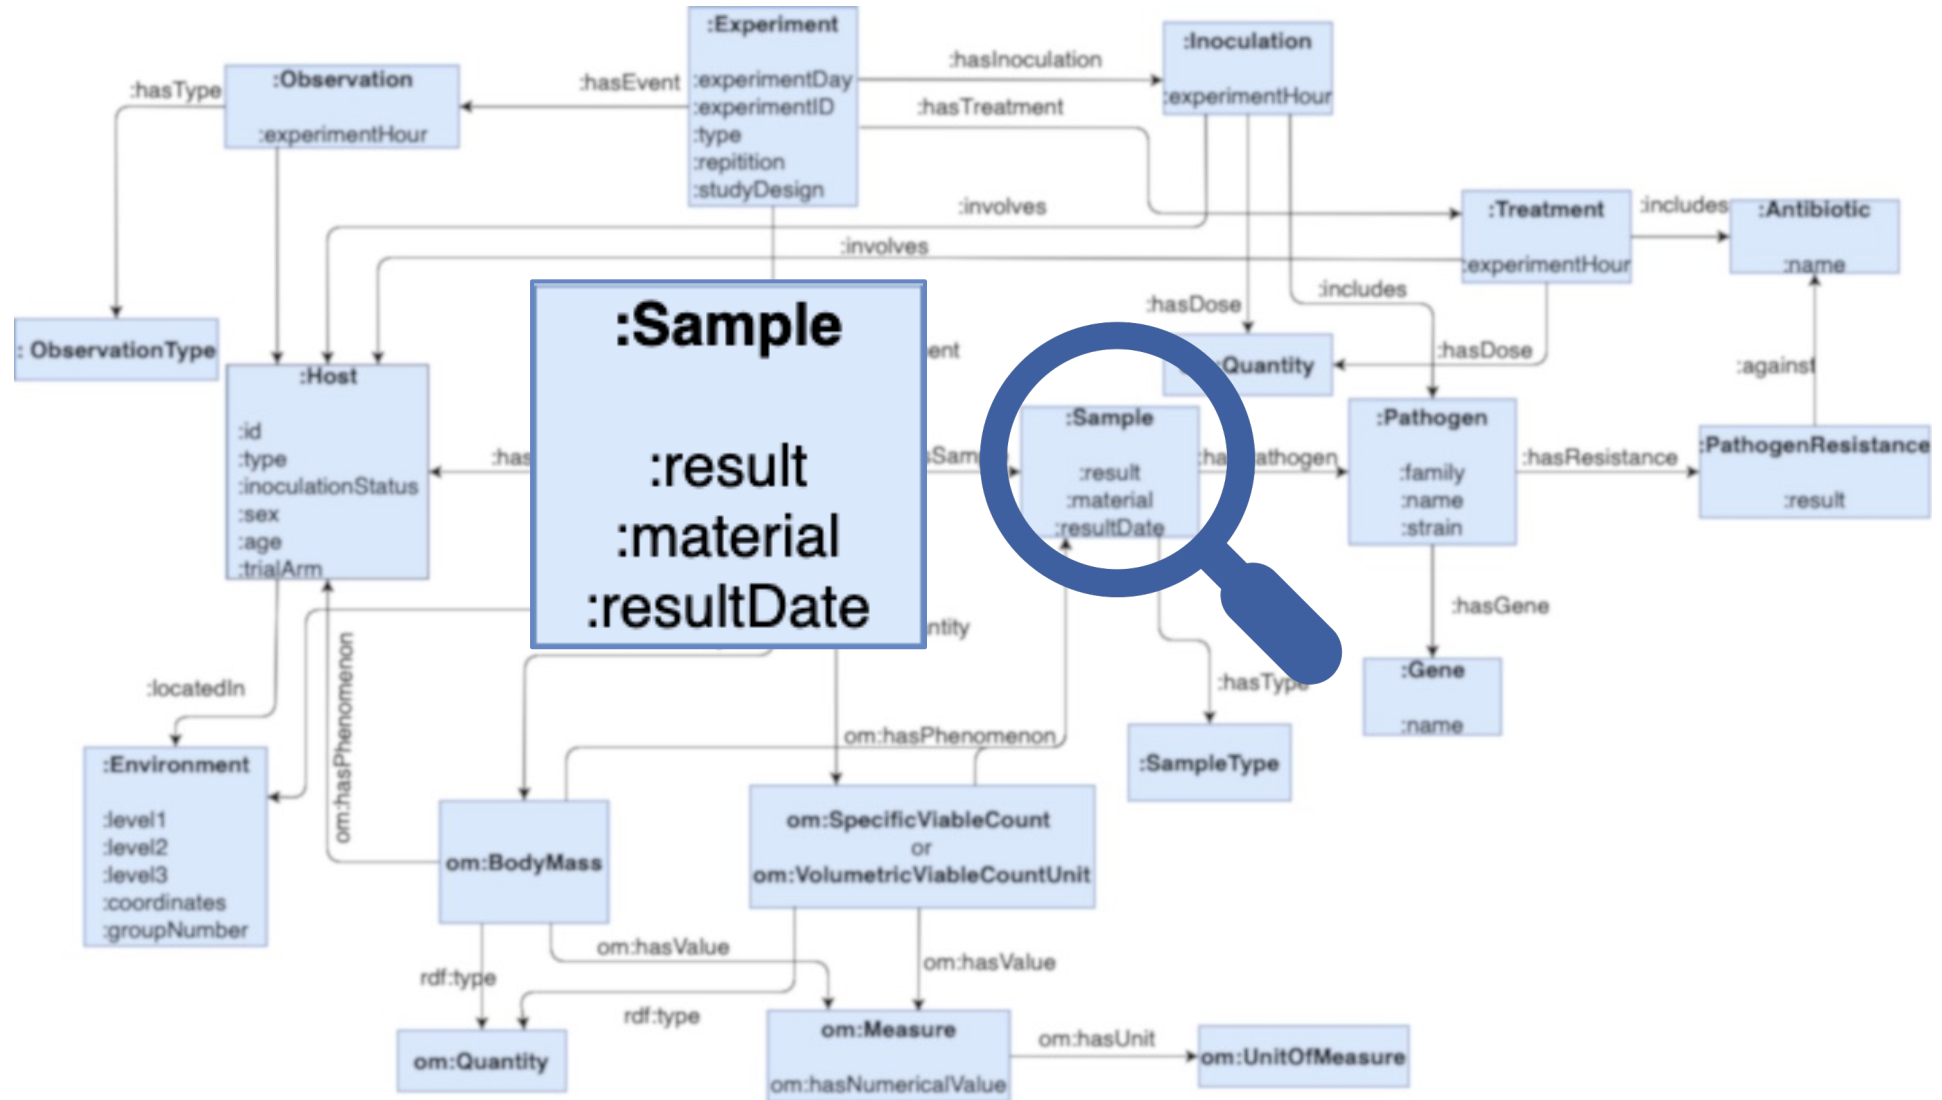 :Experiment
:experimentDay
:experimentID
:type
:repitition
:studyDesign
:hasInoculation
:hasTreatment
:hasEvent
:Inoculation
:experimentHour
:Observation
:experimentHour
:hasType
:involves
:involves
:Treatment
:experimentHour
:includes
:Antibiotic
:name
:hasDose
:includes
:hasDose
:against
: ObservationType
:Host
:id
:type
:inoculationStatus
:sex
:age
:trialArm
:Sample
:result
:material
:resultDate
:Quantity
:Sample
:result
:material
:resultDate
:Pathogen
:family
:name
:strain
:hasResistance
:PathogenResistance
:result
:hasGene
:Gene
:name
:hasType
:SampleType
:locatedIn
om:hasPhenomenon
om:hasPhenomenon
:Environment
:level1
:level2
:level3
:coordinates
:groupNumber
om:BodyMass
om:SpecificViableCount
or
om:VolumetricViableCountUnit
om:hasValue
om:hasValue
rdf:type
rdf:type
om:Quantity
om:Measure
om:hasNumericalValue
om:hasUnit
om:UnitOfMeasure